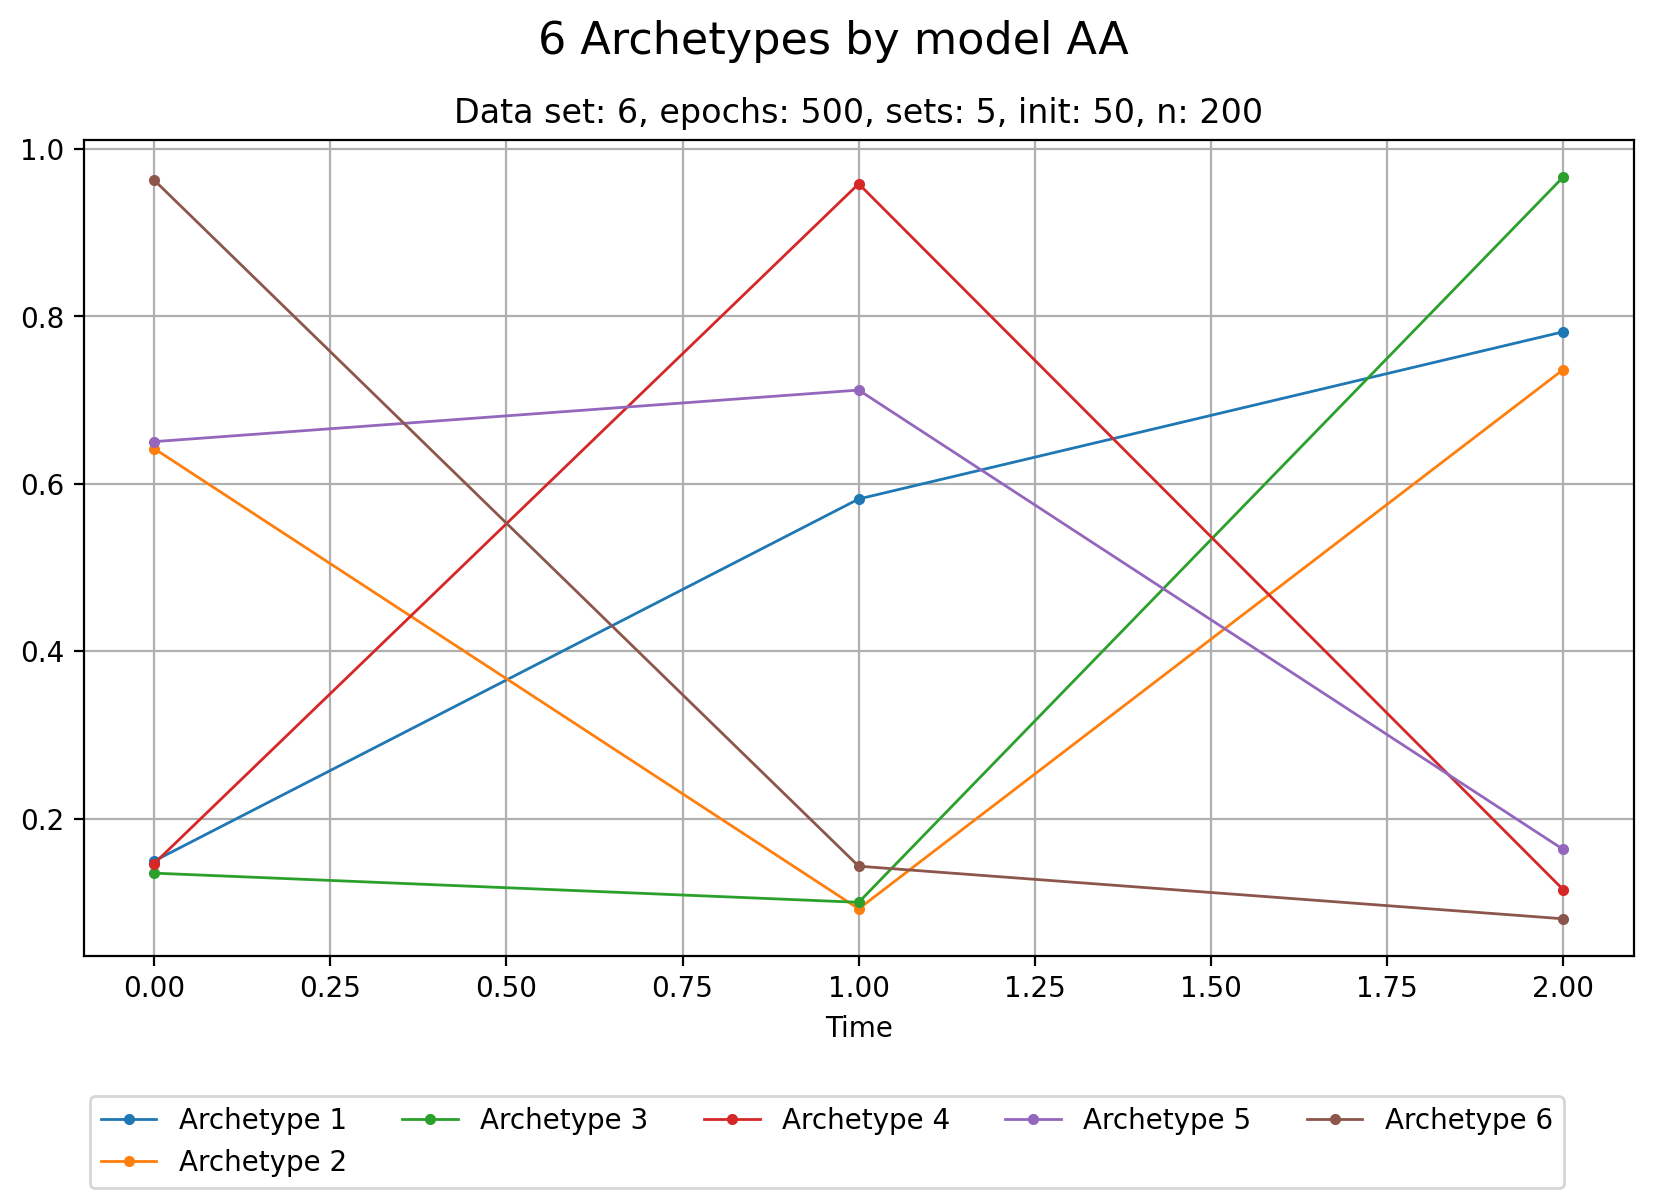 6 Archetypes by model AA
Data set: 6, epochs: 500, sets: 5, init: 50, n: 200
1.0
0.8
0.6
0.4
0.2
0.00 0.25 0.50 0.75 1.00 1.25 1.50 1.75 2.00
Time
Archetype 1 Archetype 3 Archetype 4 Archetype 5 Archetype 6
Archetype 2